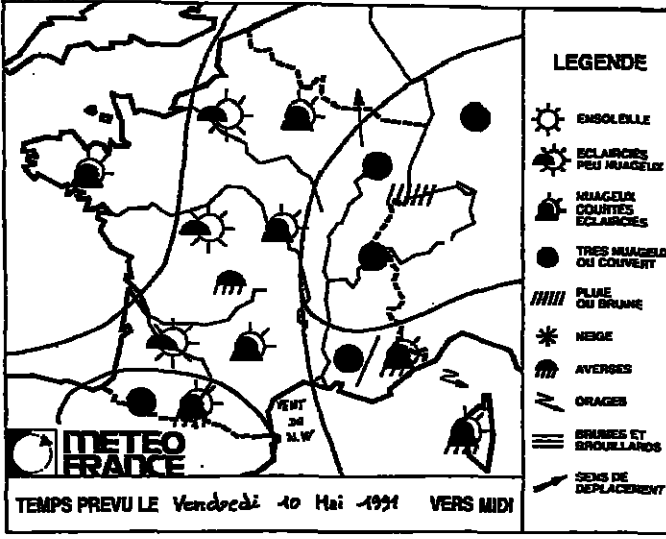 LEGENDE
ENSOLEILLE
ECLAIRCIES
PEU NUAGEUX
NUAGEUX
COURTES
ECLAIRCIES
TRES NUAGEUX
OU COUVERT
PLUIE
OU BRUINE
NEIGE
AVERSES
ORAGES
BRUMES ET
BROUILLARDS
SENS DE
DEPLACEMENT
VENT
DE
N.W
METEO
FRANCE
TEMPS PREVU LE Vendredi 10 Mai 1991 VERS MIDI